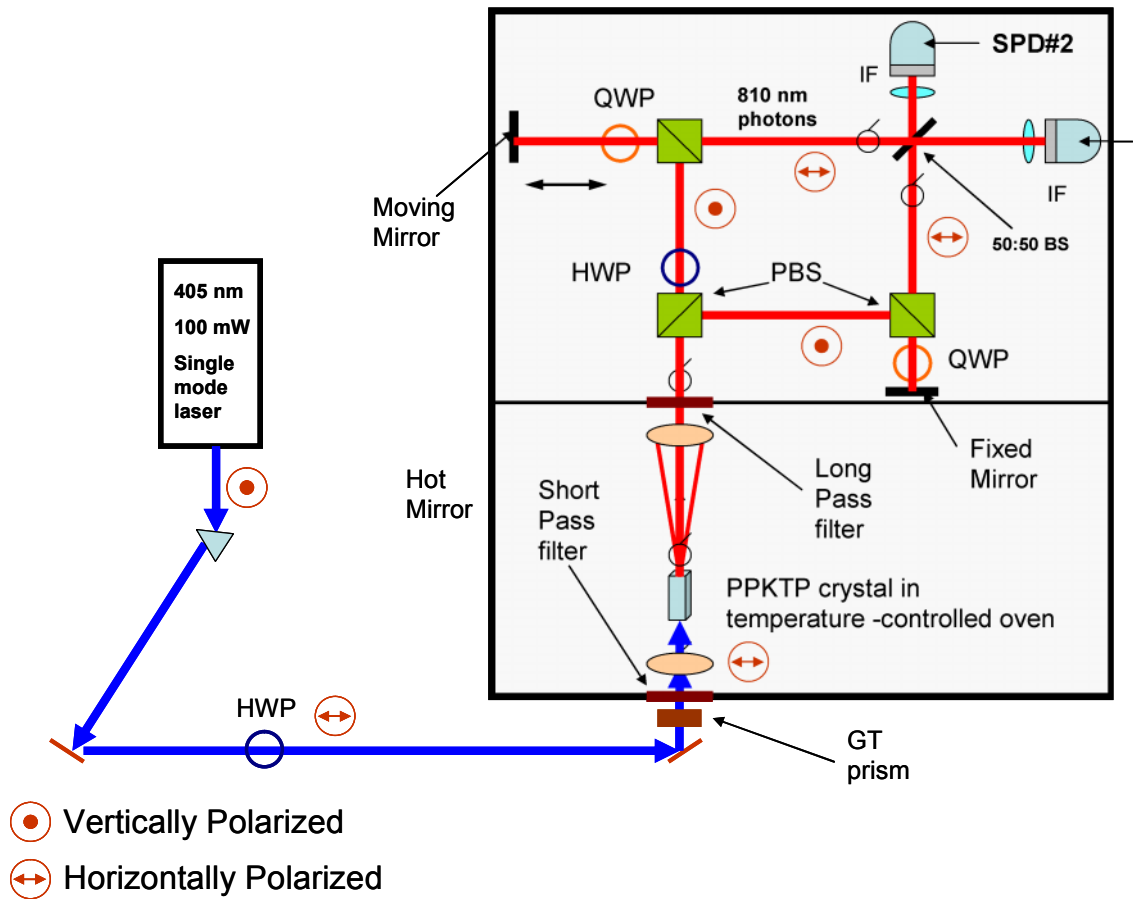 SPD#2
IF
QWP
810 nm
photons
IF
Moving
Mirror
50:50 BS
HWP
PBS
405 nm
100 mW
Single
mode
laser
QWP
Fixed
Mirror
Hot
Mirror
Long
Pass
filter
Short
Pass
filter
PPKTP crystal in
temperature -controlled oven
HWP
GT
prism
Vertically Polarized
Horizontally Polarized